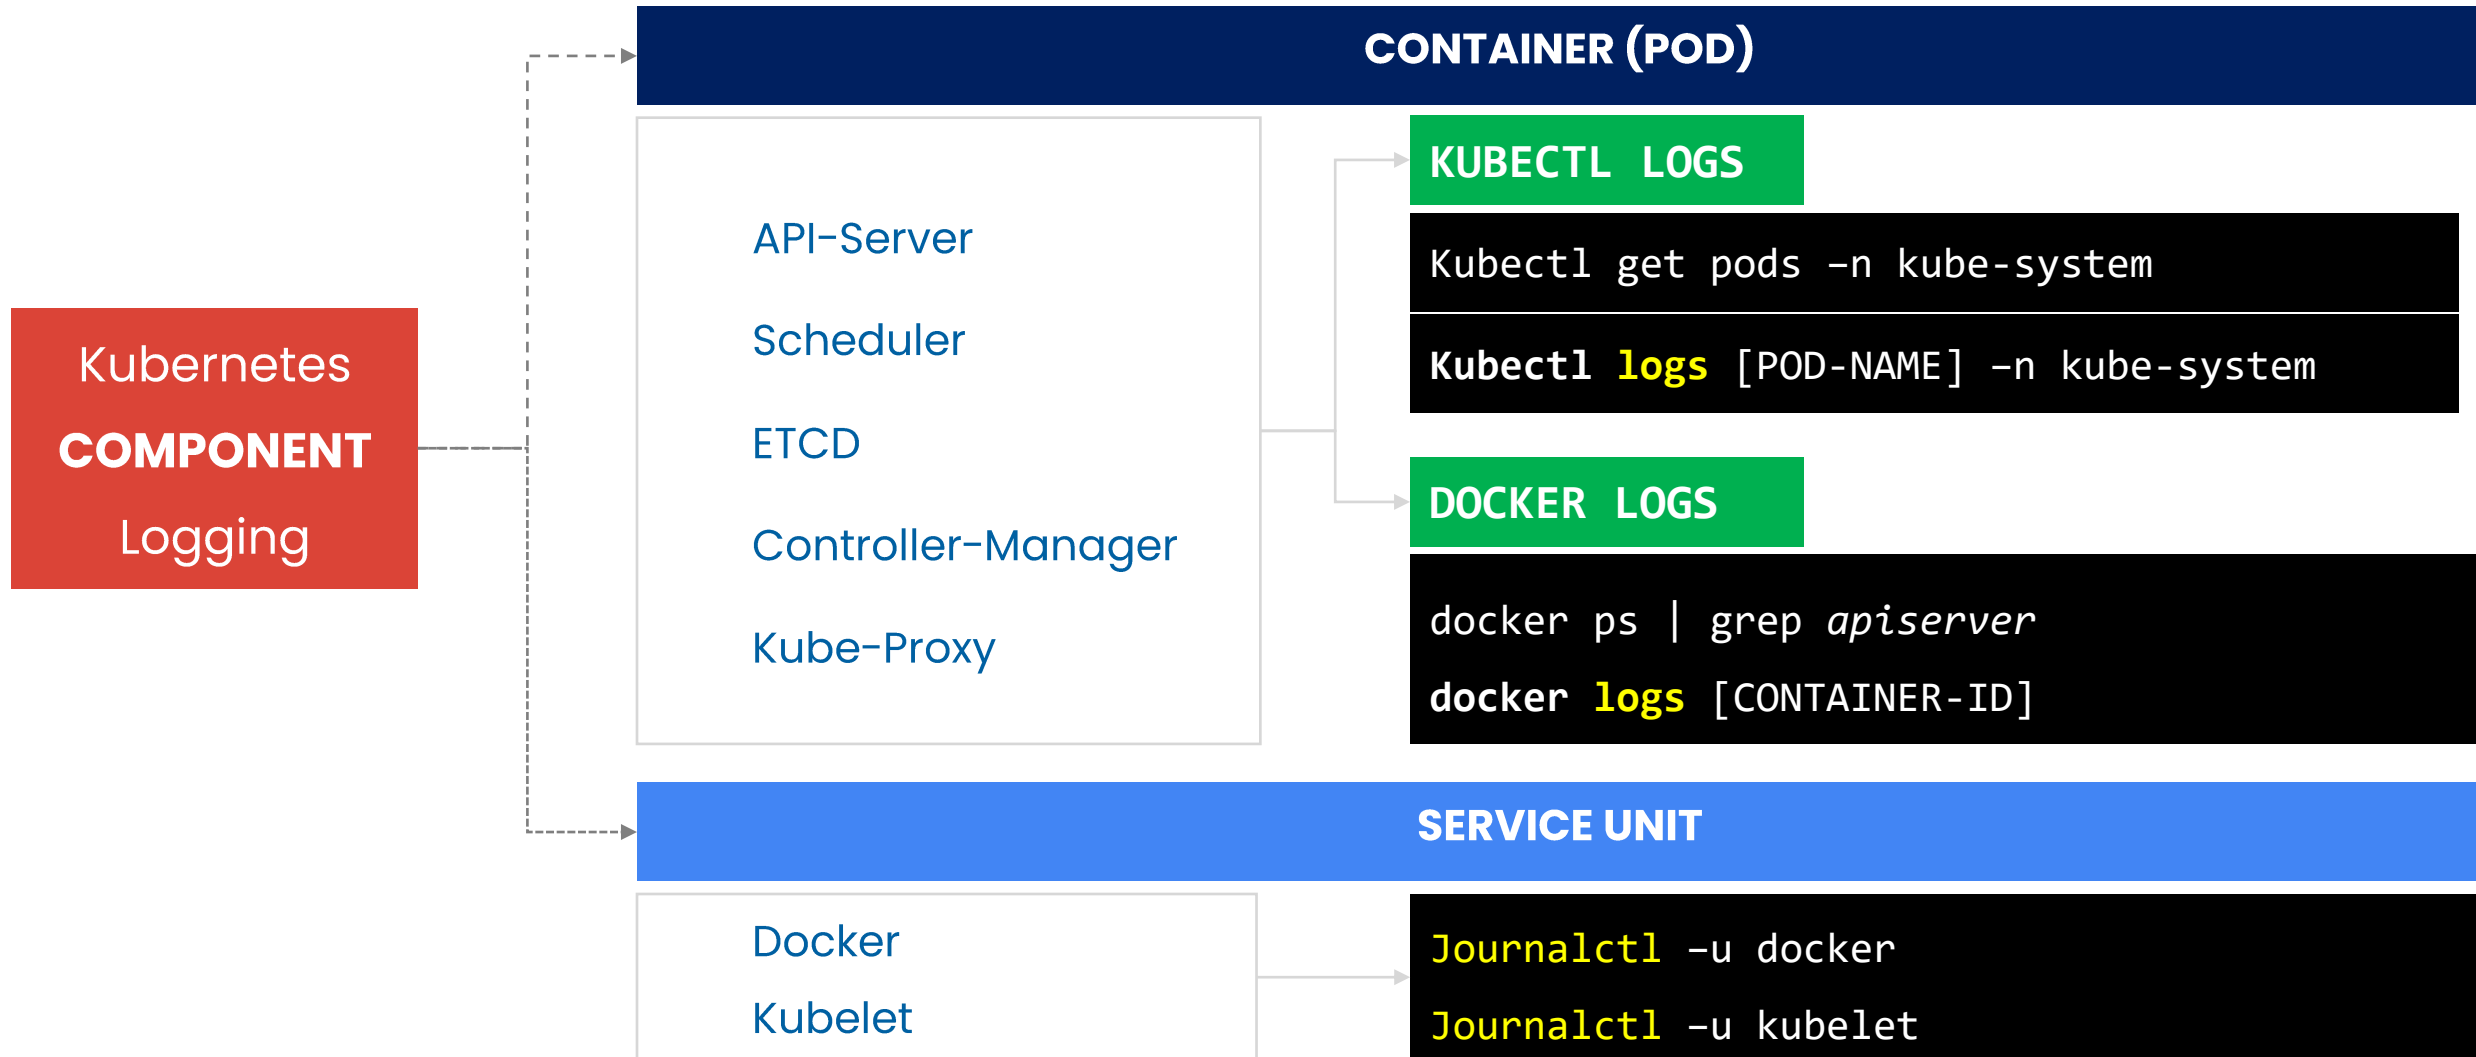 CONTAINER (POD)
Kubernetes
COMPONENT
Logging
API-Server
Scheduler
ETCD
Controller-Manager
Kube-Proxy
KUBECTL LOGS
Kubectl get pods –n kube-system
Kubectl logs [POD-NAME] –n kube-system
DOCKER LOGS
docker ps | grep apiserver
docker logs [CONTAINER-ID]
SERVICE UNIT
Docker
Kubelet
Journalctl –u docker
Journalctl –u kubelet